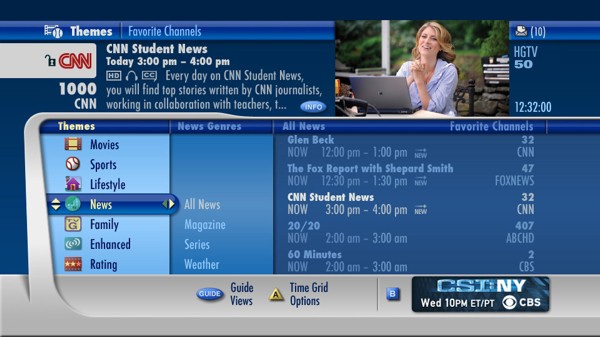 Themes
Favorite Channels
CNN
1000
CNN
CNN Student News
Today 3:00 pm – 4:00 pm
HD CC Every day on CNN Student News,
you will find top stories written by CNN journalists,
working in collaboration with teachers, t...
INFO
(10)
HGTV
50
12:32:00
Themes
News Genres
All News
Favorite Channels
Movies
Sports
Lifestyle
News
Family
Enhanced
Rating
All News
Magazine
Series
Weather
Glen Beck 32
NOW 12:00 pm – 1:00 pm NEW CNN
The Fox Report with Shepard Smith 47
NOW 12:30 pm – 1:30 pm NEW FOXNEWS
CNN Student News 32
NOW 3:00 pm – 4:00 pm NEW CNN
20/20 407
NOW 2:00 am – 3:00 am ABCHD
60 Minutes 2
NOW 2:00 am – 3:00 am CBS
GUIDE Guide
Views
A Time Grid
Options
B
CSI:NY
Wed 10PM ET/PT CBS